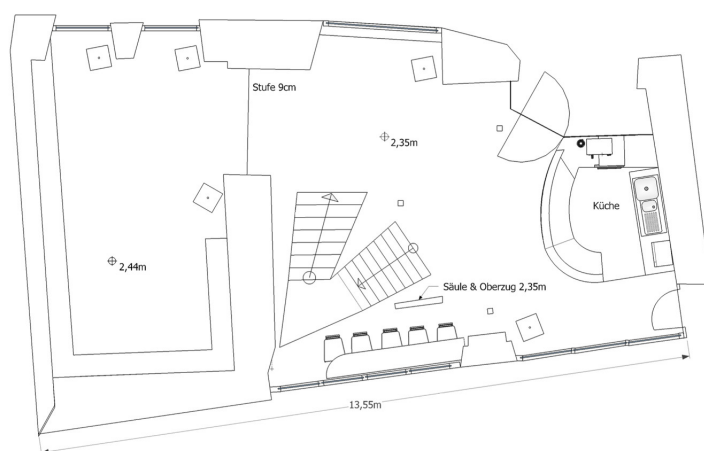 Stufe 9cm
2,35m
Küche
2,44m
Säule & Oberzug 2,35m
13,55m